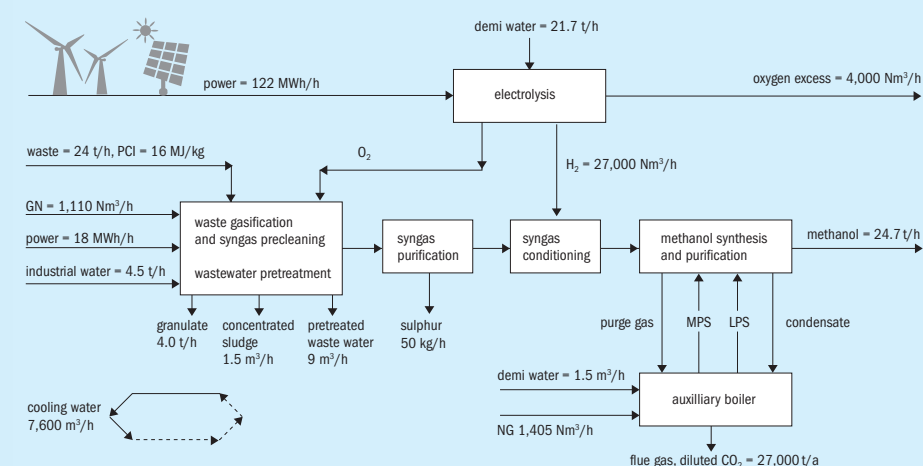 demi water = 21.7 t/h
power = 122 MWh/h
electrolysis
oxygen excess = 4,000 Nm³/h
waste = 24 t/h, PCI = 16 MJ/kg
O₂
H₂ = 27,000 Nm³/h
GN = 1,110 Nm³/h
power = 18 MWh/h
industrial water = 4.5 t/h
waste gasification
and syngas precleaning
wastewater pretreatment
syngas
purification
syngas
conditioning
methanol synthesis
and purification
methanol = 24.7 t/h
granulate
4.0 t/h
concentrated
sludge
1.5 m³/h
pretreated
waste water
9 m³/h
sulphur
50 kg/h
purge gas
MPS
LPS
condensate
cooling water
7,600 m³/h
demi water = 1.5 m³/h
NG 1,405 Nm³/h
auxilliary boiler
flue gas, diluted CO₂ = 27,000 t/a